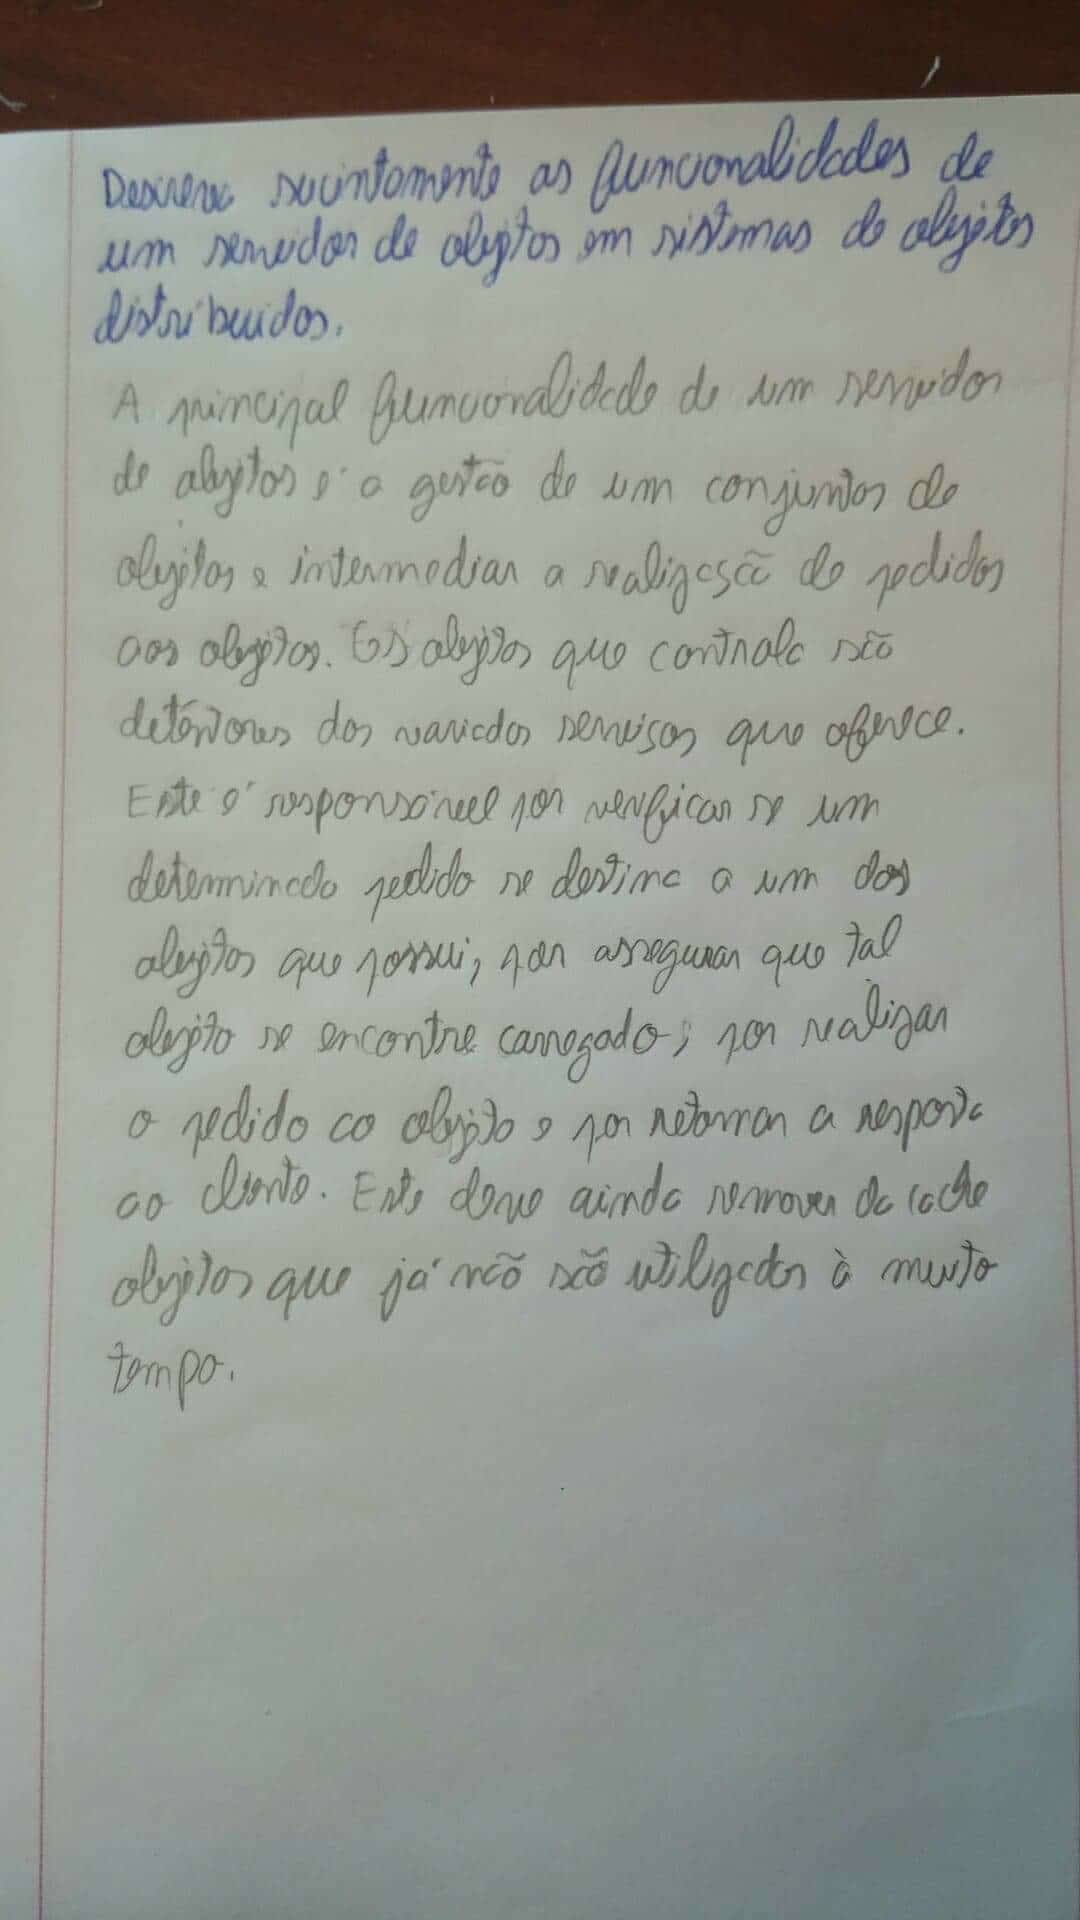 Descreva sucintamente as funcionalidades de
um servidor de objetos em sistemas de objetos
distribuidos.
A principal funcionalidade de um servidor
de objetos é a gestão de um conjuntos de
objetos e intermediar a realização de pedidos
aos objetos. Os objetos que controla são
detentores dos variados serviços que oferece.
Este é responsável por verificar se um
determinado pedido se destina a um dos
objetos que possui; por assegurar que tal
objeto se encontre carregado; por realizar
o pedido ao objeto e por retornar a resposta
ao cliente. Este deve ainda remover da cache
objetos que já não são utilizados à muito
tempo.